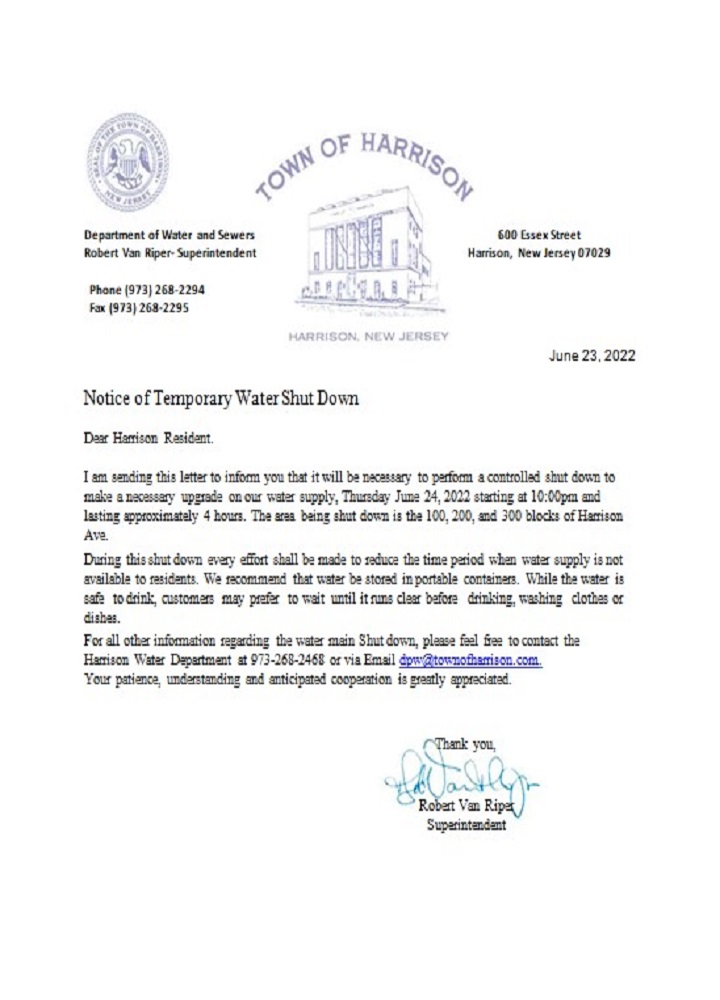 SEAL OF THE TOWN OF HARRISON
NEW JERSEY
TOWN OF HARRISON
Department of Water and Sewers
Robert Van Riper- Superintendent
600 Essex Street
Harrison, New Jersey 07029
Phone (973) 268-2294
Fax (973) 268-2295
HARRISON, NEW JERSEY
June 23, 2022
Notice of Temporary Water Shut Down
Dear Harrison Resident.
I am sending this letter to inform you that it will be necessary to perform a controlled shut down to
make a necessary upgrade on our water supply, Thursday June 24, 2022 starting at 10:00pm and
lasting approximately 4 hours. The area being shut down is the 100, 200, and 300 blocks of Harrison
Ave.
During this shut down every effort shall be made to reduce the time period when water supply is not
available to residents. We recommend that water be stored in portable containers. While the water is
safe to drink, customers may prefer to wait until it runs clear before drinking, washing clothes or
dishes.
For all other information regarding the water main Shut down, please feel free to contact the
Harrison Water Department at 973-268-2468 or via Email dpw@townofharrison.com.
Your patience, understanding and anticipated cooperation is greatly appreciated.
Thank you,
Robert Van Riper
Superintendent